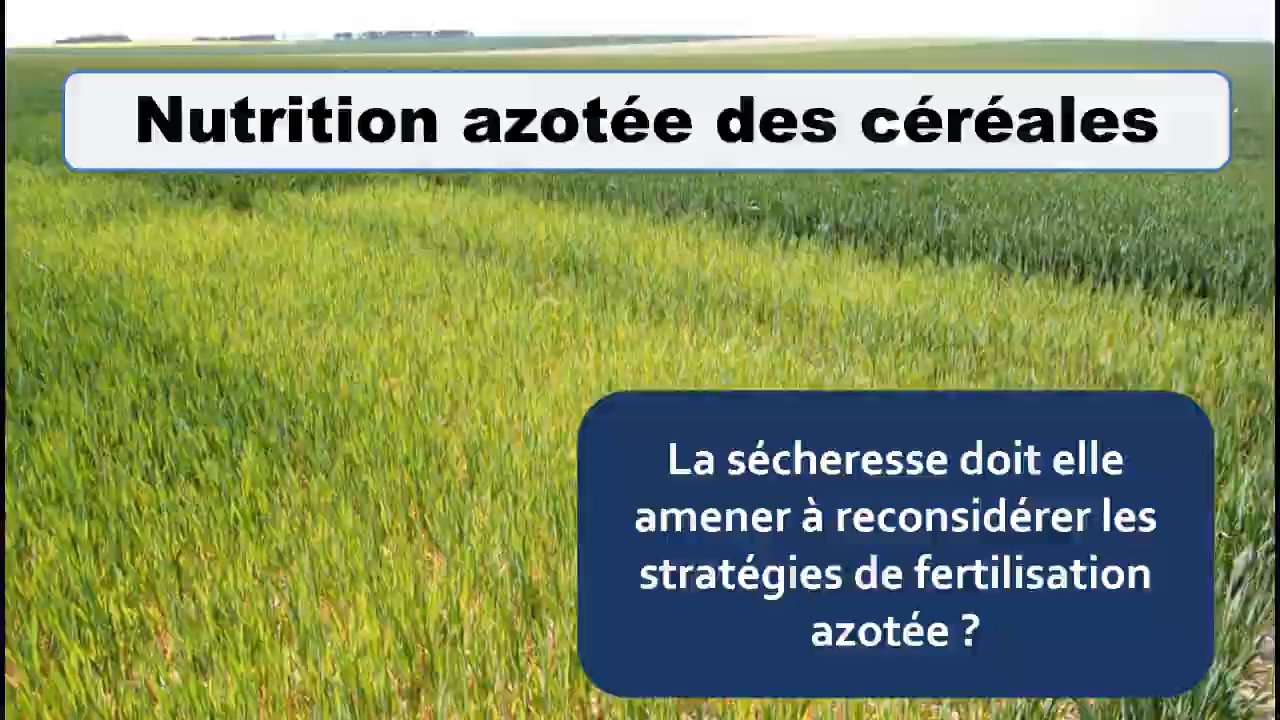 Nutrition azotée des céréales
La sécheresse doit elle
amener à reconsidérer les
stratégies de fertilisation
azotée ?